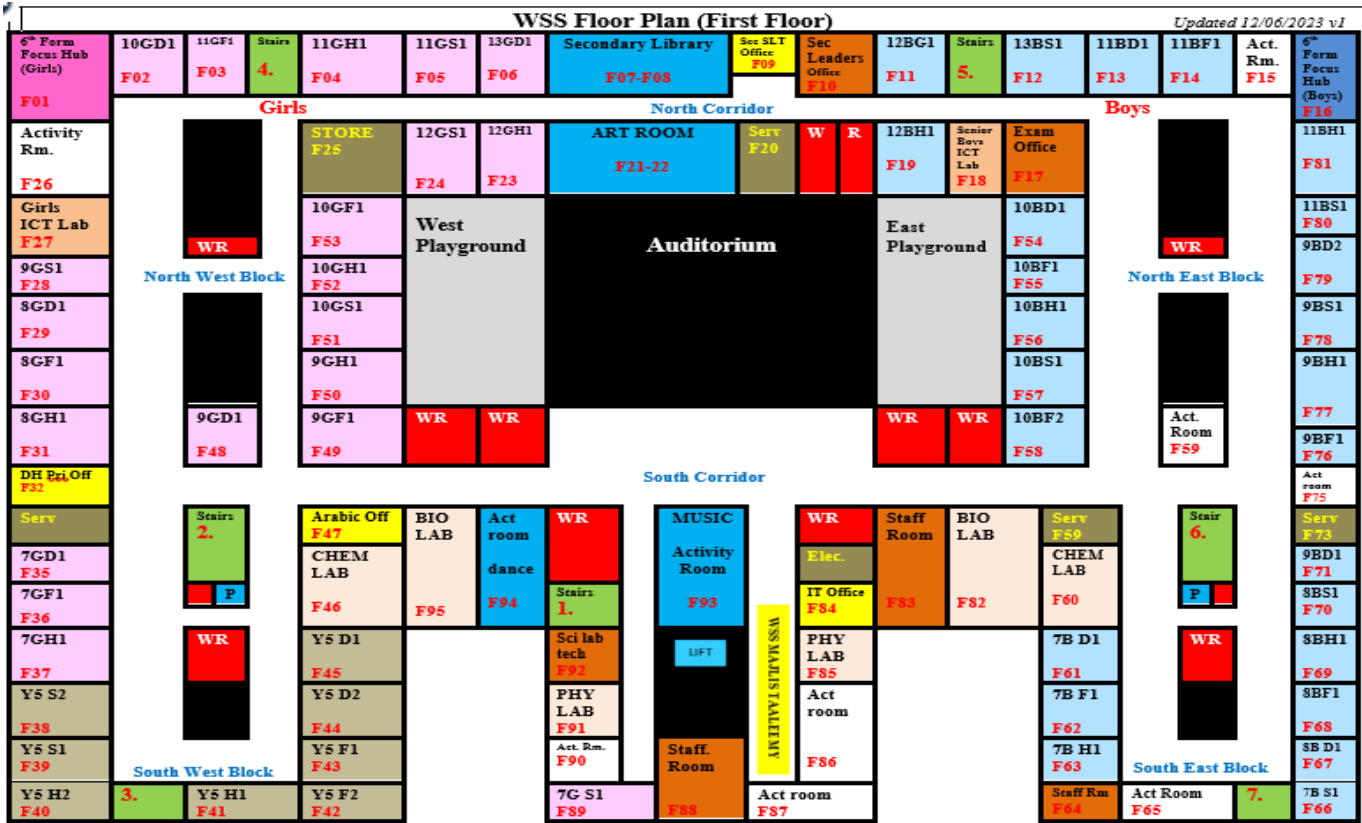 WSS Floor Plan (First Floor)
Updated 12/06/2023 v1
6th Form
Focus Hub
(Girls)
F01
10GD1
F02
11GF1
F03
Stairs
4.
11GH1
F04
11GS1
F05
13GD1
F06
Secondary Library
F07-F08
Sec SLT
Office
F09
Sec
Leaders
Office
F10
12BG1
F11
Stairs
5.
13BS1
F12
11BD1
F13
11BF1
F14
Act.
Rm.
F15
6th
Form
Focus
Hub
(Boys)
F16
Girls
North Corridor
Boys
Activity
Rm.
F26
STORE
F25
12GS1
F24
12GH1
F23
ART ROOM
F21-22
Serv
F20
W
R
12BH1
F19
Senior
Boys
ICT
Lab
F18
Exam
Office
F17
11BH1
F81
Girls
ICT Lab
F27
WR
10GF1
F53
West
Playground
Auditorium
East
Playground
10BD1
F54
WR
11BS1
F80
9GS1
F28
North West Block
10GH1
F52
10BF1
F55
North East Block
9BD2
F79
8GD1
F29
10GS1
F51
10BH1
F56
9BS1
F78
8GF1
F30
9GH1
F50
10BS1
F57
9BH1
F77
8GH1
F31
9GD1
F48
9GF1
F49
WR
WR
WR
WR
10BF2
F58
Act.
Room
F59
9BF1
F76
DH Pri Off
F32
South Corridor
Act
room
F75
Serv
Stairs
2.
P
Arabic Off
F47
BIO
LAB
F95
Act
room
dance
F94
WR
MUSIC
Activity
Room
F93
WR
Staff
Room
F83
BIO
LAB
F82
Serv
F59
Stair
6.
P
Serv
F73
7GD1
F35
CHEM
LAB
F46
Elec.
CHEM
LAB
F60
9BD1
F71
7GF1
F36
Stairs
1.
IT Office
F84
8BS1
F70
7GH1
F37
WR
Y5 D1
F45
Sci lab
tech
F92
LIFT
WSS MAJLIS TAALEEMY
PHY
LAB
F85
7B D1
F61
WR
8BH1
F69
Y5 S2
F38
Y5 D2
F44
PHY
LAB
F91
Act
room
F86
7B F1
F62
8BF1
F68
Y5 S1
F39
South West Block
Y5 F1
F43
Act. Rm.
F90
Staff.
Room
F88
7B H1
F63
South East Block
8B D1
F67
Y5 H2
F40
3.
Y5 H1
F41
Y5 F2
F42
7G S1
F89
Act room
F87
Staff Rm
F64
Act Room
F65
7.
7B S1
F66